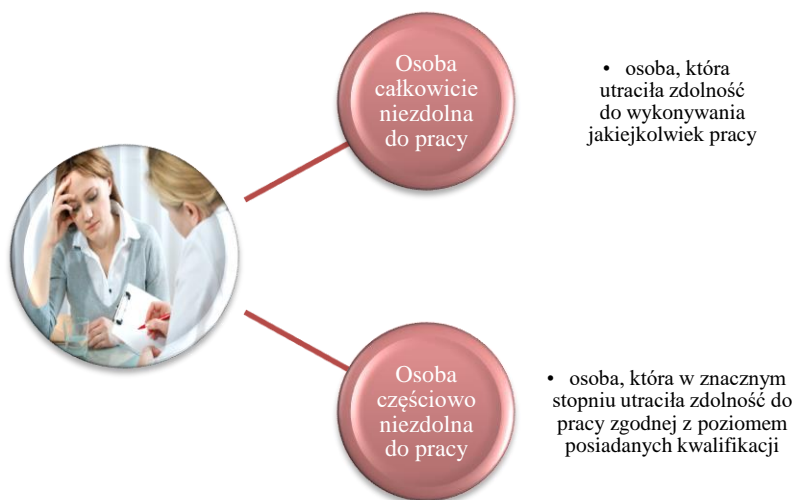 Osoba
całkowicie
niezdolna
do pracy
• osoba, która
utraciła zdolność
do wykonywania
jakiejkolwiek pracy
Osoba
częściowo
niezdolna
do pracy
• osoba, która w znacznym
stopniu utraciła zdolność do
pracy zgodnej z poziomem
posiadanych kwalifikacji